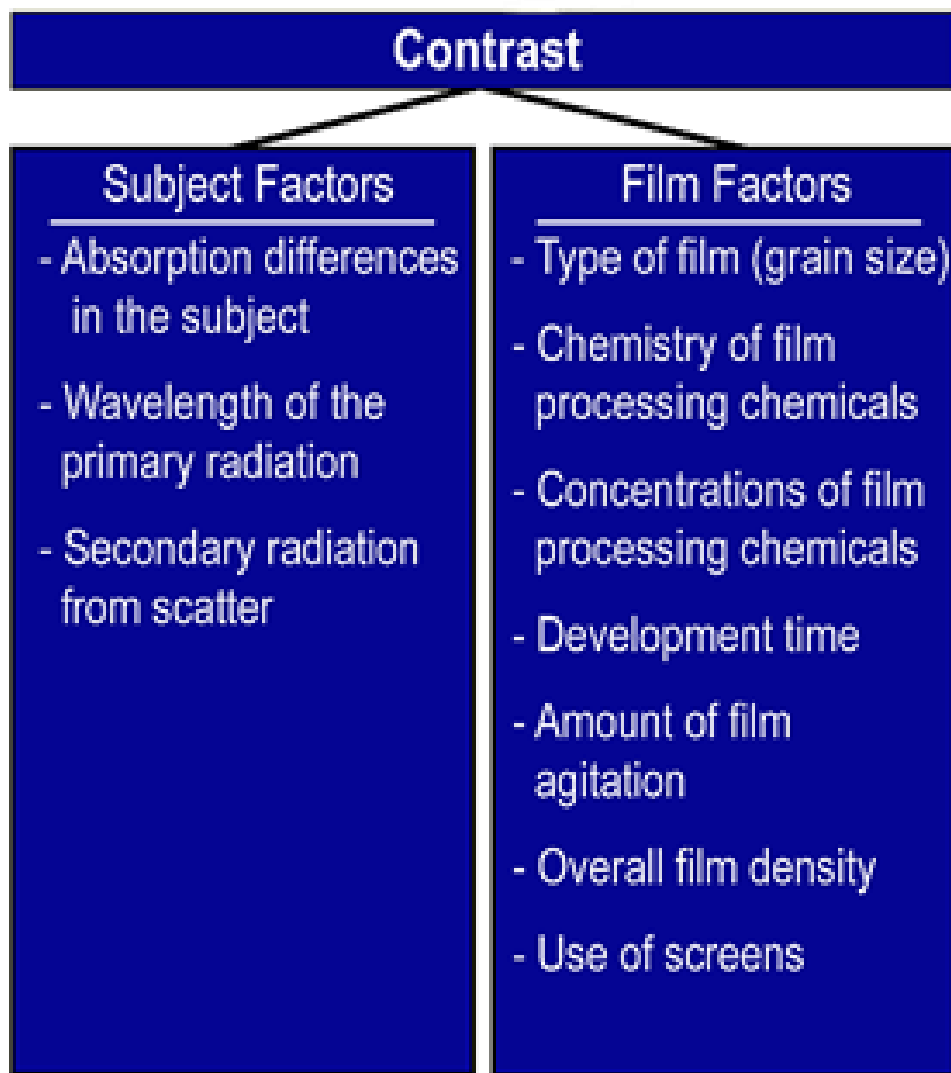 Contrast
Subject Factors
- Absorption differences
in the subject
- Wavelength of the
primary radiation
- Secondary radiation
from scatter
Film Factors
- Type of film (grain size)
- Chemistry of film
processing chemicals
- Concentrations of film
processing chemicals
- Development time
- Amount of film
agitation
- Overall film density
- Use of screens